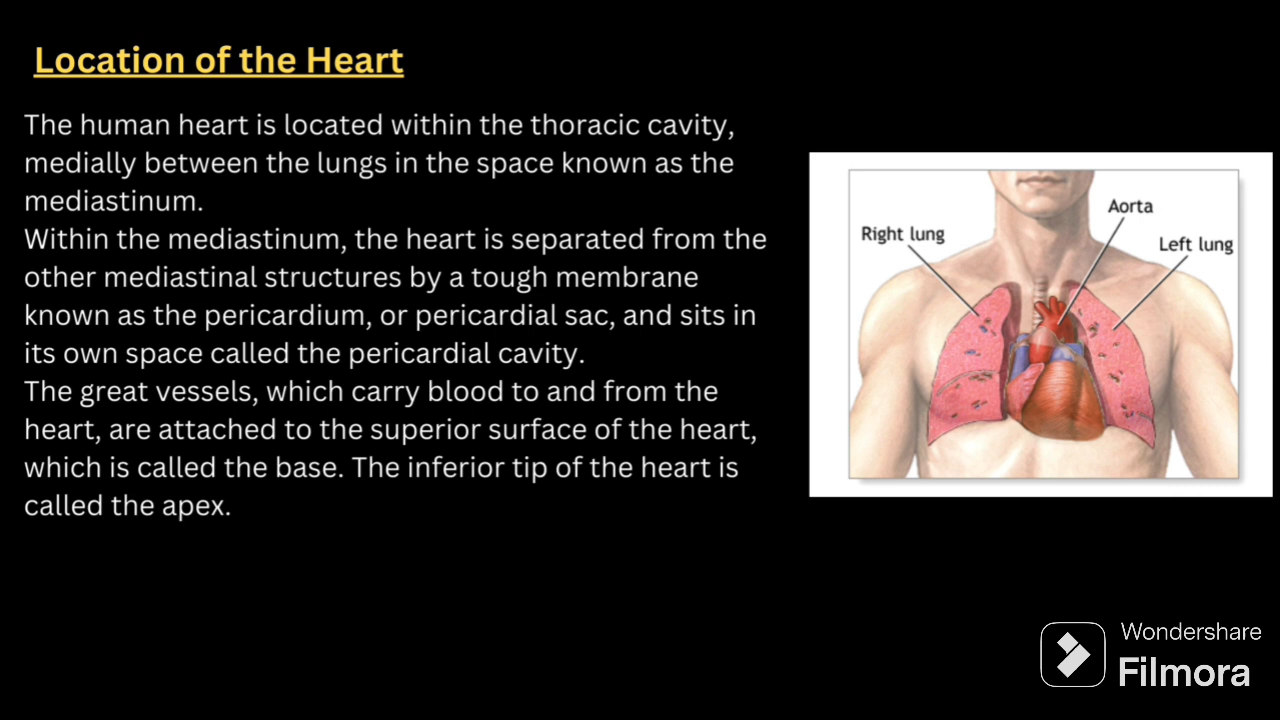 Location of the Heart
The human heart is located within the thoracic cavity,
medially between the lungs in the space known as the
mediastinum.
Within the mediastinum, the heart is separated from the
other mediastinal structures by a tough membrane
known as the pericardium, or pericardial sac, and sits in
its own space called the pericardial cavity.
The great vessels, which carry blood to and from the
heart, are attached to the superior surface of the heart,
which is called the base. The inferior tip of the heart is
called the apex.
Aorta
Right lung
Left lung
Wondershare
Filmora